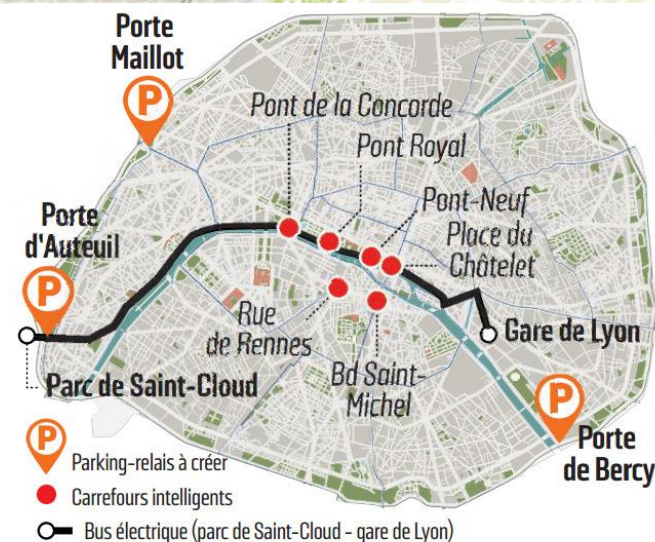 Porte
Maillot
P
Pont de la Concorde
Pont Royal
Pont-Neuf
Place du
Châtelet
Porte
d'Auteuil
P
Rue
de Rennes
Gare de Lyon
Parc de Saint-Cloud
Bd Saint-
Michel
P
Porte
de Bercy
P
Parking-relais à créer
Carrefours intelligents
Bus électrique (parc de Saint-Cloud - gare de Lyon)